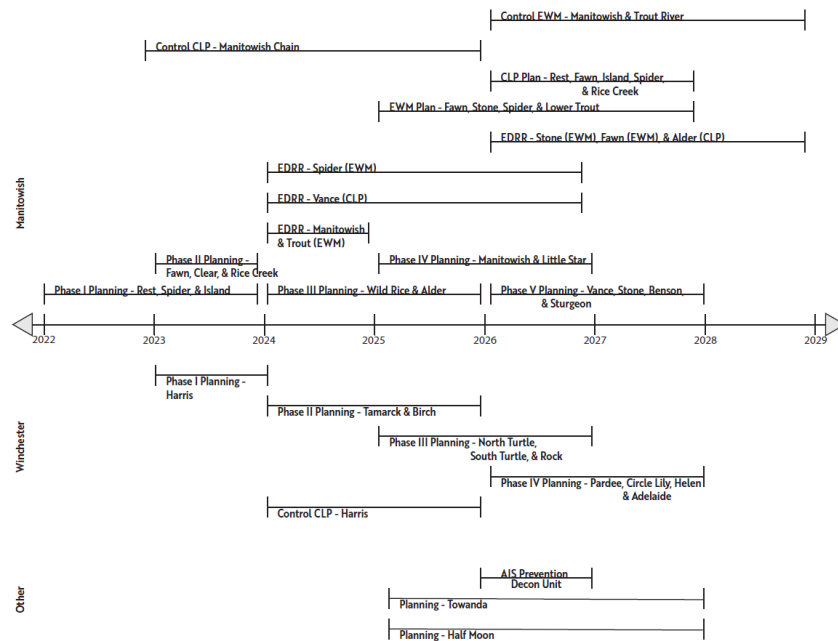 Control EWM - Manitowish & Trout River
Control CLP - Manitowish Chain
CLP Plan - Rest, Fawn, Island, Spider,
& Rice Creek
EWM Plan - Fawn, Stone, Spider, & Lower Trout
EDRR - Stone (EWM), Fawn (EWM), & Alder (CLP)
EDRR - Spider (EWM)
EDRR - Vance (CLP)
Manitowish
EDRR - Manitowish
& Trout (EWM)
Phase II Planning -
Fawn, Clear, & Rice Creek
Phase IV Planning - Manitowish & Little Star
Phase I Planning - Rest, Spider, & Island
Phase III Planning - Wild Rice & Alder
Phase V Planning - Vance, Stone, Benson,
& Sturgeon
2022
2023
2024
2025
2026
2027
2028
2029
Winchester
Phase I Planning -
Harris
Phase II Planning - Tamarck & Birch
Phase III Planning - North Turtle,
South Turtle, & Rock
Phase IV Planning - Pardee, Circle Lily, Helen
& Adelaide
Control CLP - Harris
Other
AIS Prevention
Decon Unit
Planning - Towanda
Planning - Half Moon